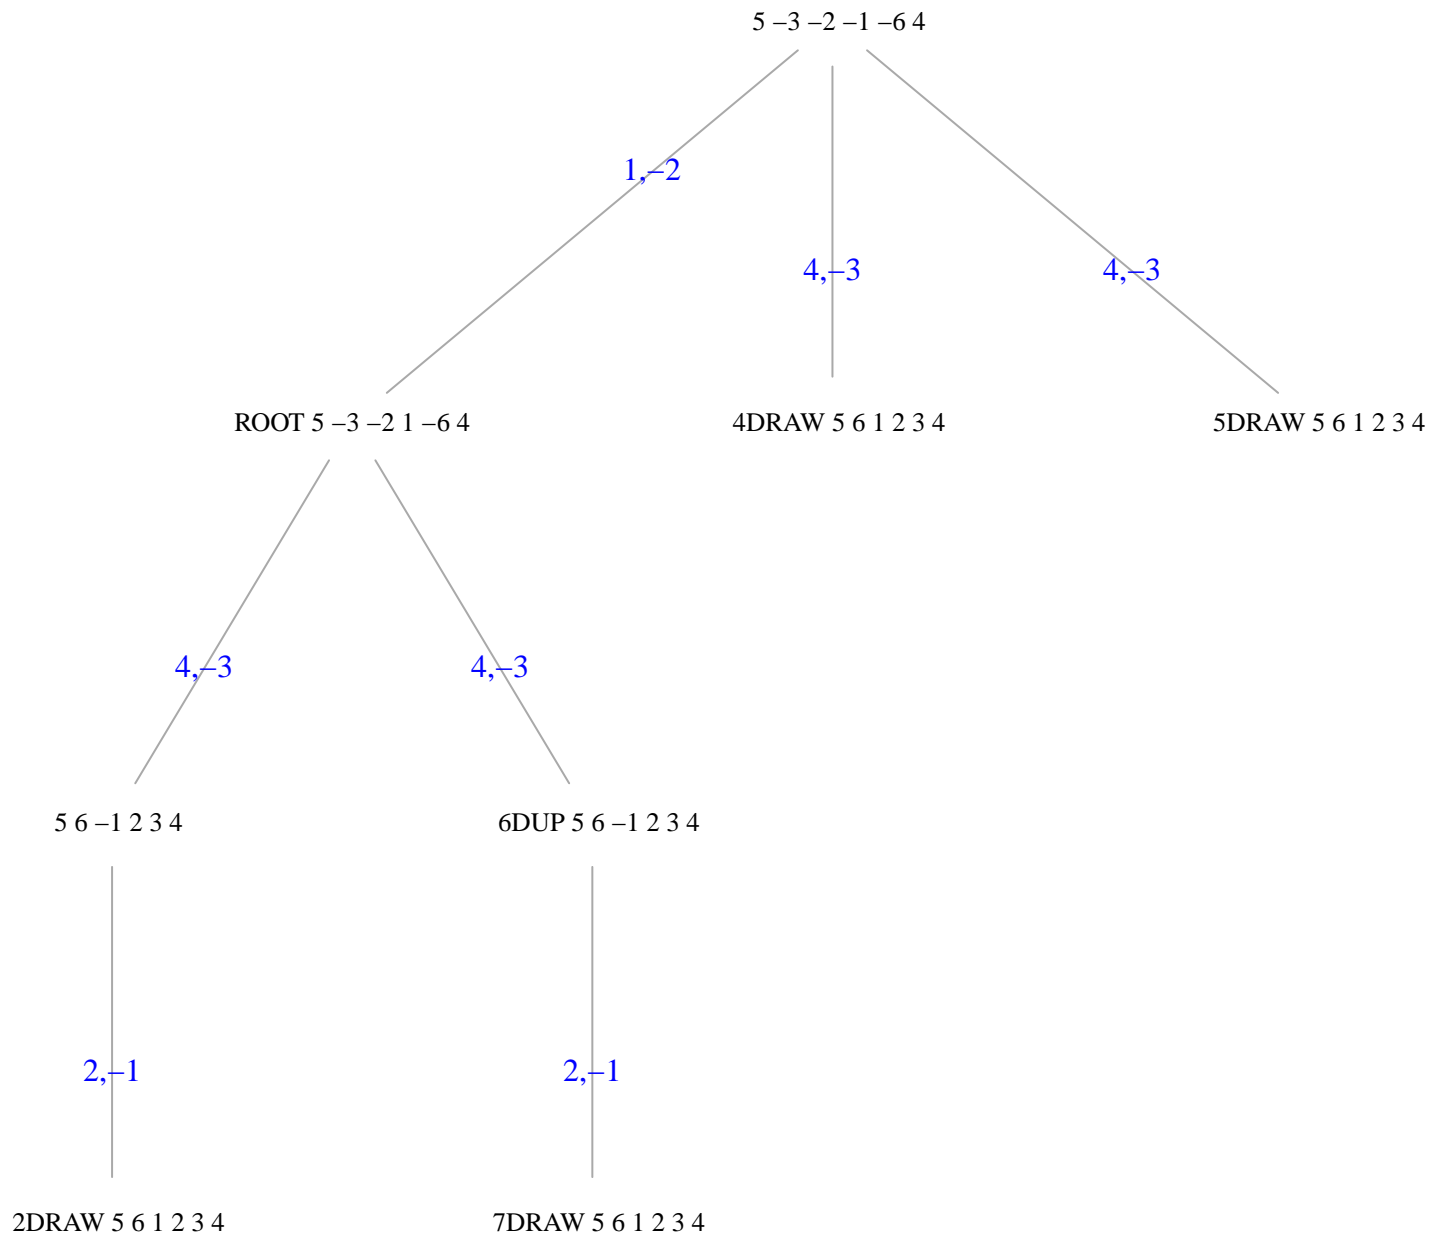 5 –3 –2 –1 –6 4
1,–2
4,–3
4,–3
ROOT 5 –3 –2 1 –6 4
4DRAW 5 6 1 2 3 4
5DRAW 5 6 1 2 3 4
4,–3
4,–3
5 6 –1 2 3 4
6DUP 5 6 –1 2 3 4
2,–1
2,–1
2DRAW 5 6 1 2 3 4
7DRAW 5 6 1 2 3 4